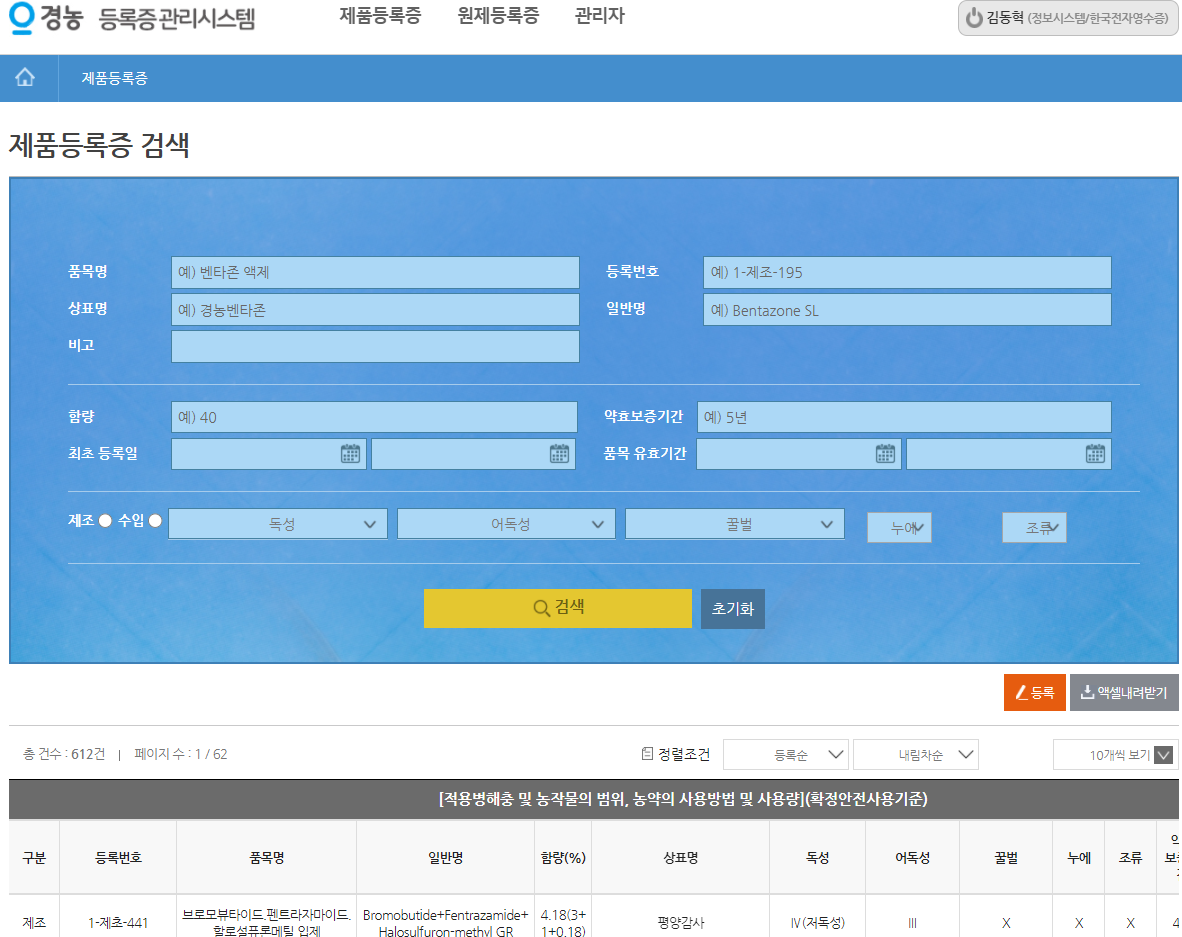 경농 등록증관리시스템 제품등록증 원제등록증 관리자 김동혁 (정보시스템/한국전자영수증)
제품등록증
제품등록증 검색
품목명 예) 벤타존 액제 등록번호 예) 1-제조-195
상표명 예) 경농벤타존 일반명 예) Bentazone SL
비고
함량 예) 40 약효보증기간 예) 5년
최초 등록일 품목 유효기간
제조 수입 독성 어독성 꿀벌 누에 조류
검색 초기화
등록 액셀내려받기
총 건수 : 612건 | 페이지 수 : 1 / 62 정렬조건 등록순 내림차순 10개씩 보기
[적용병해충 및 농작물의 범위, 농약의 사용방법 및 사용량](확정안전사용기준)
구분 등록번호 품목명 일반명 함량(%) 상표명 독성 어독성 꿀벌 누에 조류
제조 1-제초-441 브로모뷰타이드.펜트라자마이드. Bromobutide+Fentrazamide+ 4.18(3+ 평양감사 IV (저독성) III X X X 4
할로설퓨론메틸 입제 Halosulfuron-methyl GR 1+0.18)